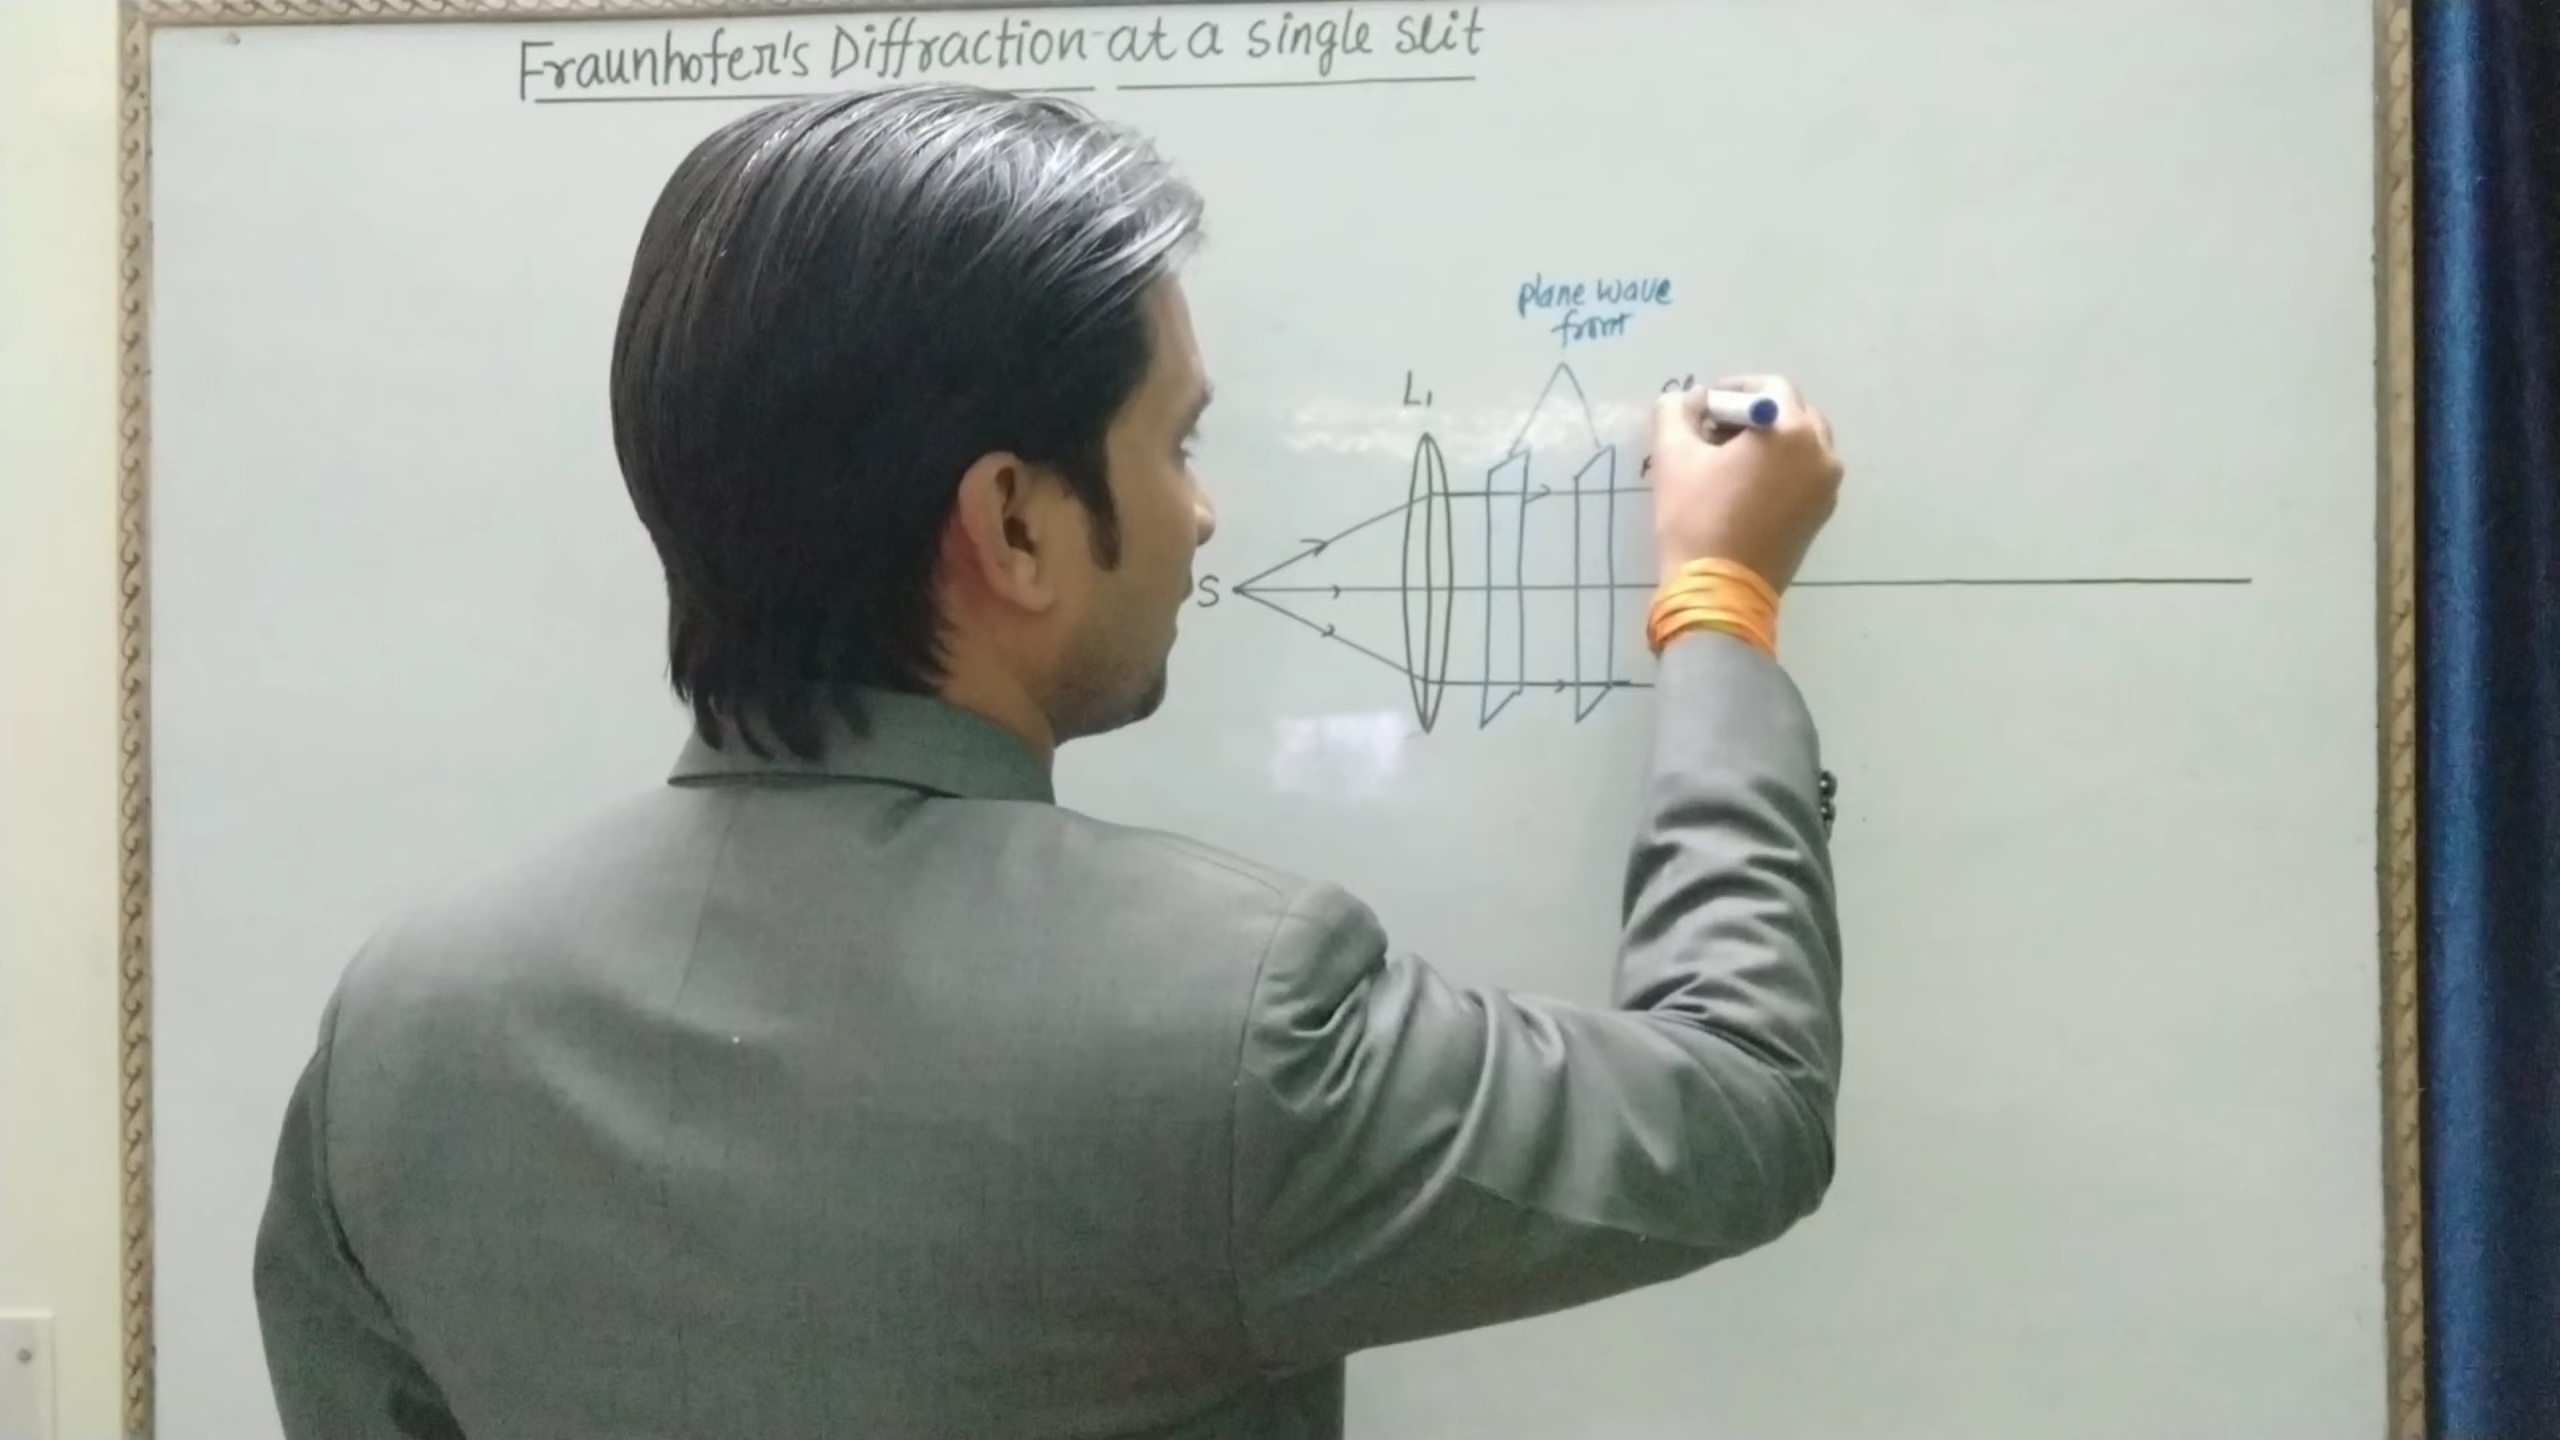 Fraunhofer's Diffraction at a single slit
plane wave
front
L1
S